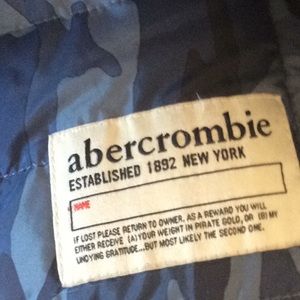 abercrombie
ESTABLISHED 1892 NEW YORK
NAME
IF LOST PLEASE RETURN TO OWNER. AS A REWARD YOU WILL
EITHER RECEIVE (A)YOUR WEIGHT IN PIRATE GOLD, OR (B) MY
UNDYING GRATITUDE...BUT MOST LIKELY THE SECOND ONE.